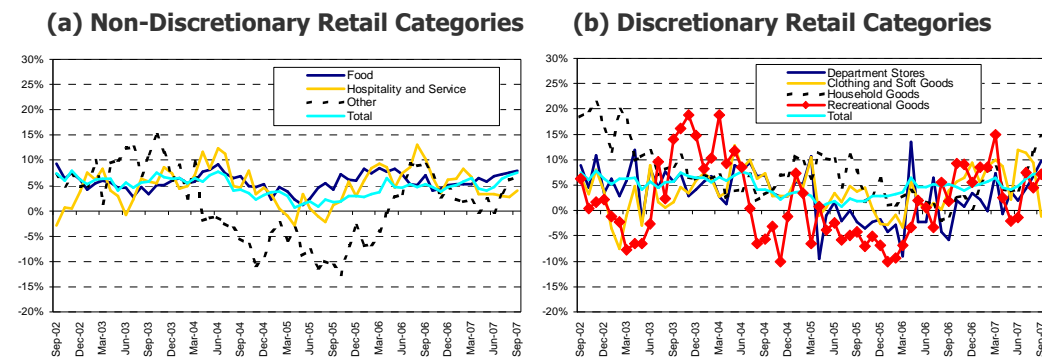 (a) Non-Discretionary Retail Categories
30%
25%
20%
15%
10%
5%
0%
-5%
-10%
-15%
-20%
Food
Hospitality and Service
Other
Total
Sep-02
Dec-02
Mar-03
Jun-03
Sep-03
Dec-03
Mar-04
Jun-04
Sep-04
Dec-04
Mar-05
Jun-05
Sep-05
Dec-05
Mar-06
Jun-06
Sep-06
Dec-06
Mar-07
Jun-07
Sep-07
(b) Discretionary Retail Categories
30%
25%
20%
15%
10%
5%
0%
-5%
-10%
-15%
-20%
Department Stores
Clothing and Soft Goods
Household Goods
Recreational Goods
Total
Sep-02
Dec-02
Mar-03
Jun-03
Sep-03
Dec-03
Mar-04
Jun-04
Sep-04
Dec-04
Mar-05
Jun-05
Sep-05
Dec-05
Mar-06
Jun-06
Sep-06
Dec-06
Mar-07
Jun-07
Sep-07